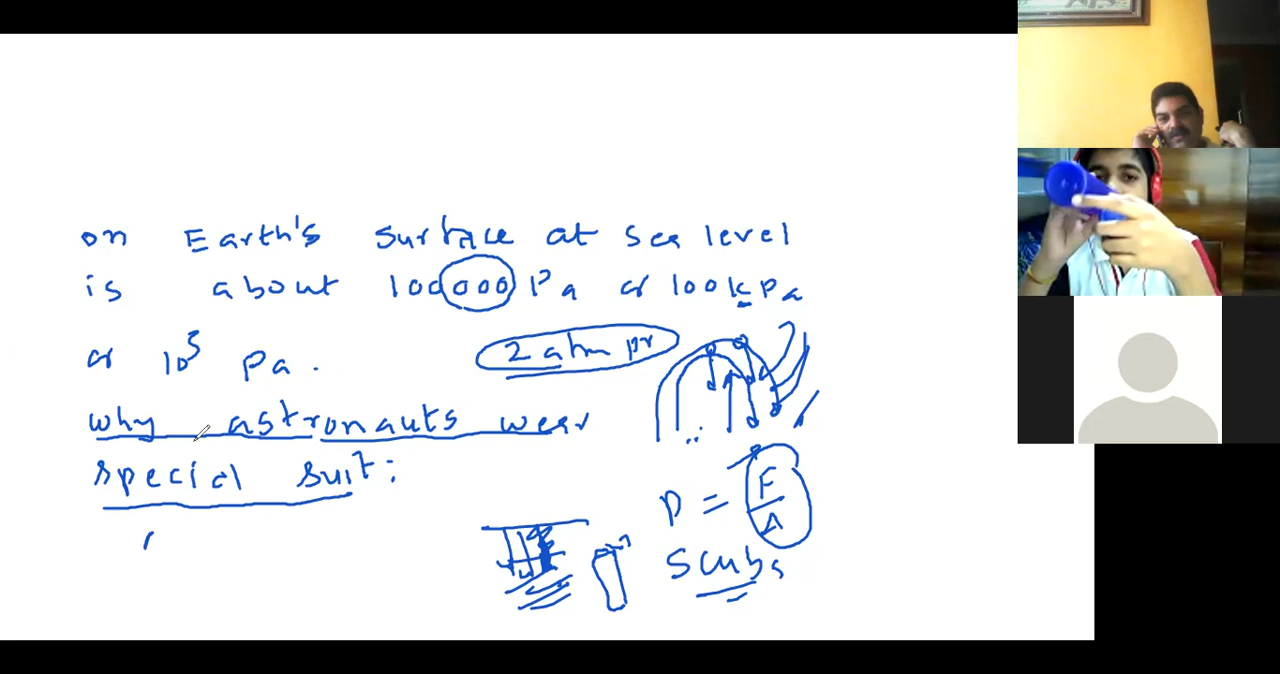 on Earth's surface at sea level
is about 100000 Pa or 100kPa
or 10⁵ Pa.
2 atm pr
why astronauts wear
special suit:
P = F/A
scuba